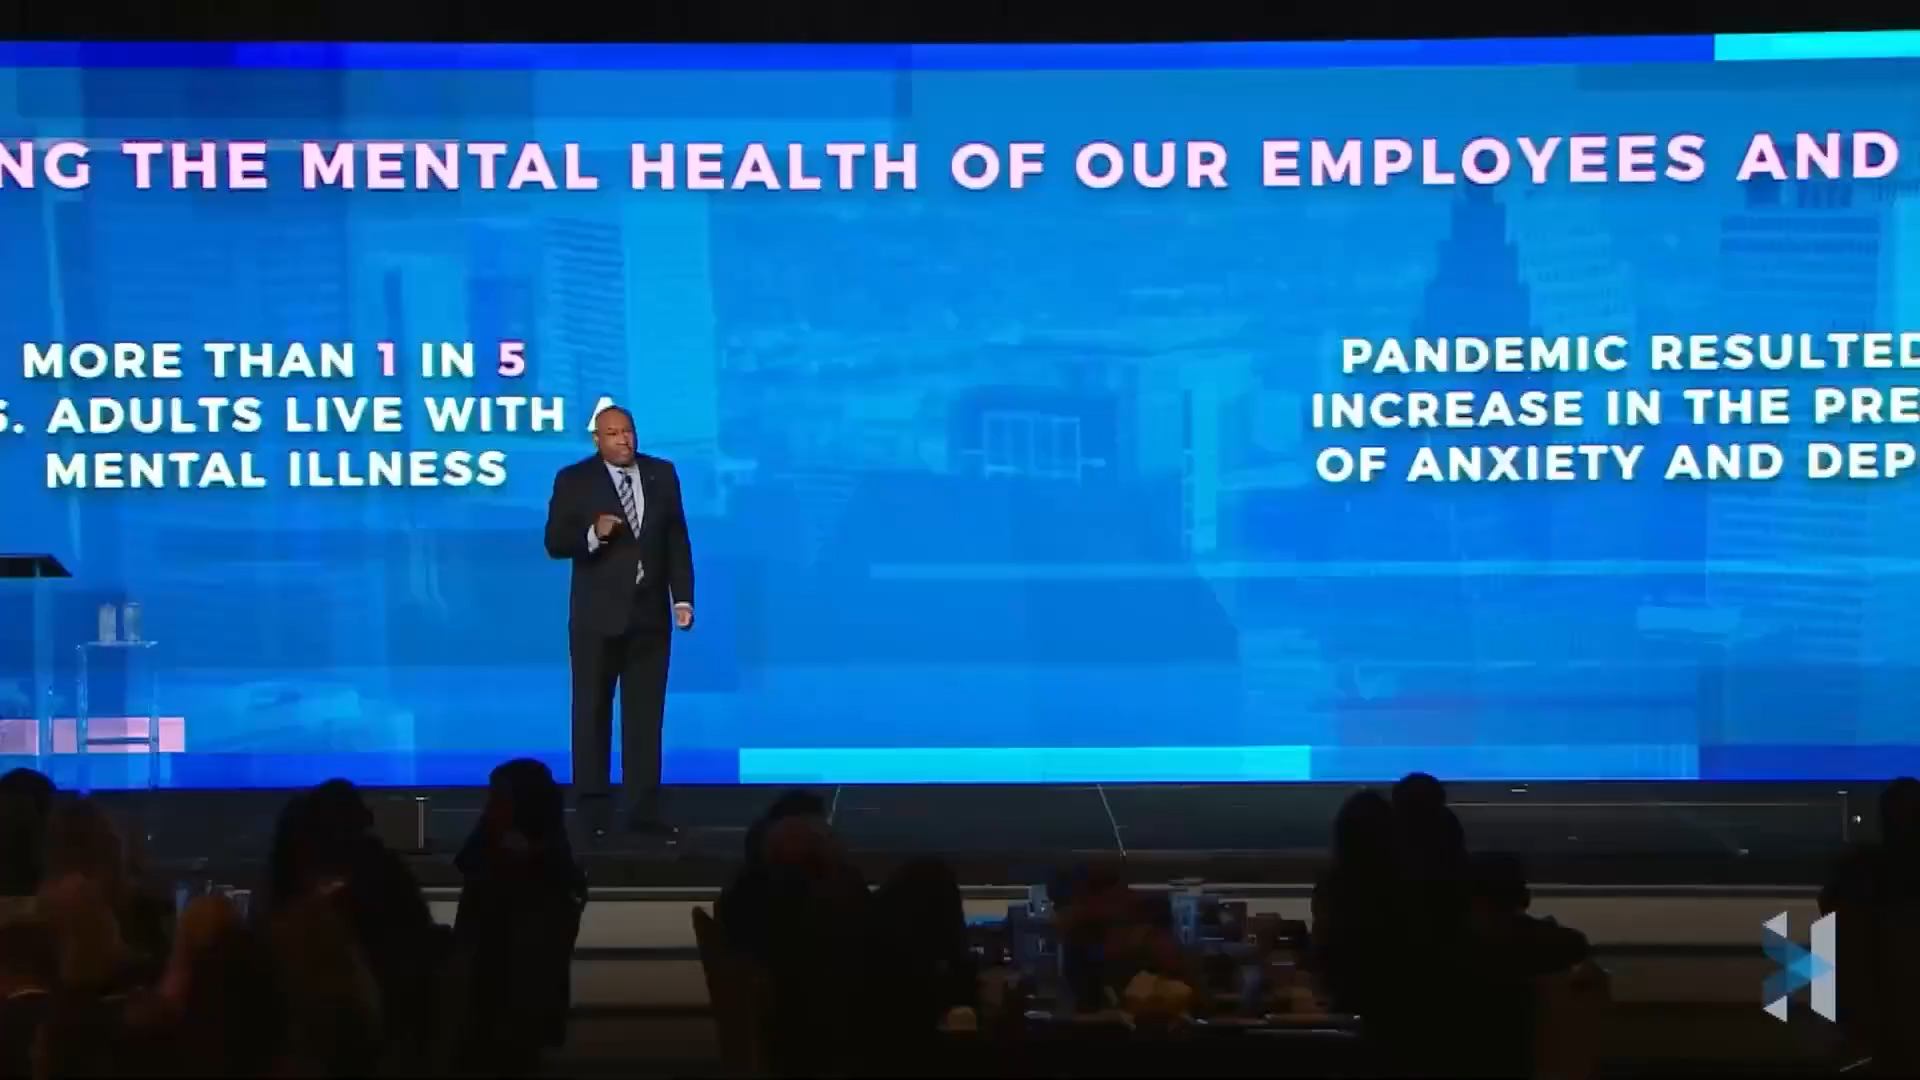 NG THE MENTAL HEALTH OF OUR EMPLOYEES AND
MORE THAN 1 IN 5
S. ADULTS LIVE WITH A
MENTAL ILLNESS
PANDEMIC RESULTED
INCREASE IN THE PRE
OF ANXIETY AND DEP